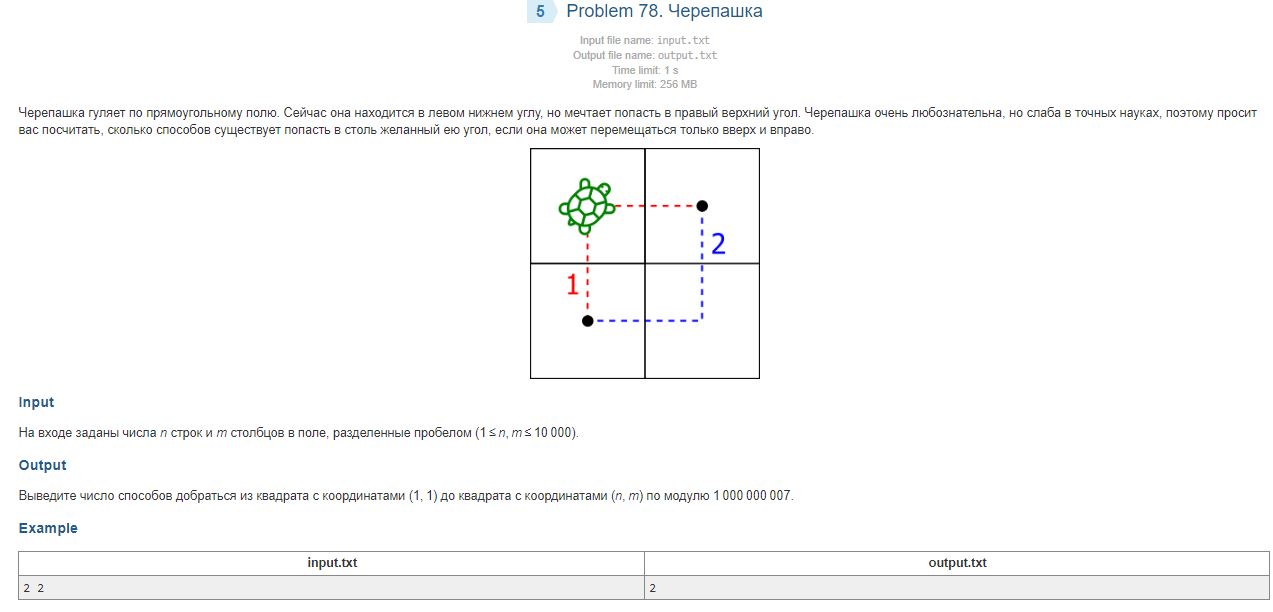 5 Problem 78. Черепашка
Input file name: input.txt
Output file name: output.txt
Time limit: 1 s
Memory limit: 256 MB
Черепашка гуляет по прямоугольному полю. Сейчас она находится в левом нижнем углу, но мечтает попасть в правый верхний угол. Черепашка очень любознательна, но слаба в точных науках, поэтому просит
вас посчитать, сколько способов существует попасть в столь желанный ею угол, если она может перемещаться только вверх и вправо.
2
1
Input
На входе заданы числа n строк и m столбцов в поле, разделенные пробелом (1 ≤ n, m ≤ 10 000).
Output
Выведите число способов добраться из квадрата с координатами (1, 1) до квадрата с координатами (n, m) по модулю 1 000 000 007.
Example
input.txt output.txt
2 2 2